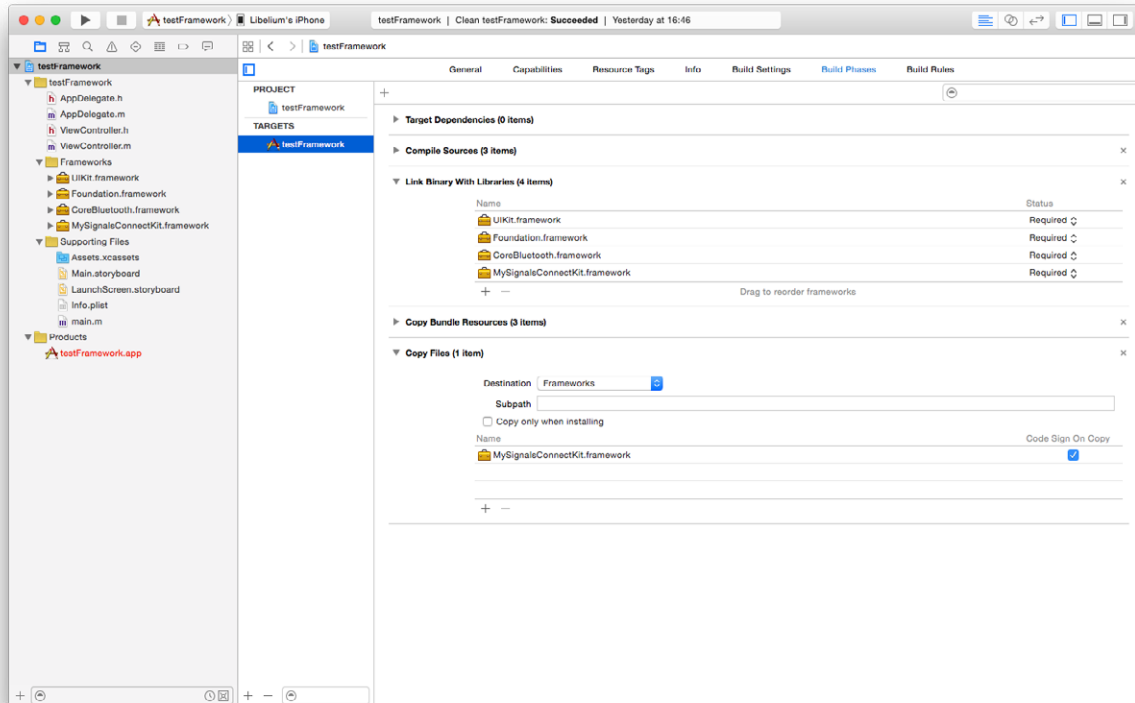 testFramework
Libelium's iPhone
testFramework | Clean testFramework: Succeeded | Yesterday at 16:46
testFramework
testFramework
AppDelegate.h
AppDelegate.m
ViewController.h
ViewController.m
Frameworks
UIKit.framework
Foundation.framework
CoreBluetooth.framework
MySignalsConnectKit.framework
Supporting Files
Assets.xcassets
Main.storyboard
LaunchScreen.storyboard
Info.plist
main.m
Products
testFramework.app
testFramework
General Capabilities Resource Tags Info Build Settings Build Phases Build Rules
PROJECT
testFramework
TARGETS
testFramework
Target Dependencies (0 items)
Compile Sources (3 items)
Link Binary With Libraries (4 items)
Name Status
UIKit.framework Required
Foundation.framework Required
CoreBluetooth.framework Required
MySignalsConnectKit.framework Required
Drag to reorder frameworks
Copy Bundle Resources (3 items)
Copy Files (1 item)
Destination Frameworks
Subpath
Copy only when installing
Name Code Sign On Copy
MySignalsConnectKit.framework